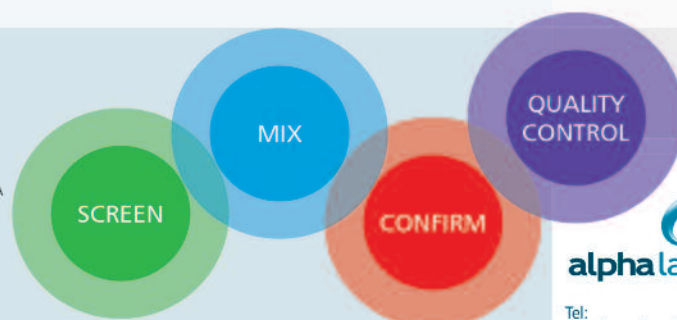 QUALITY
CONTROL
MIX
A
SCREEN
CONFIRM
alpha la
Tel: